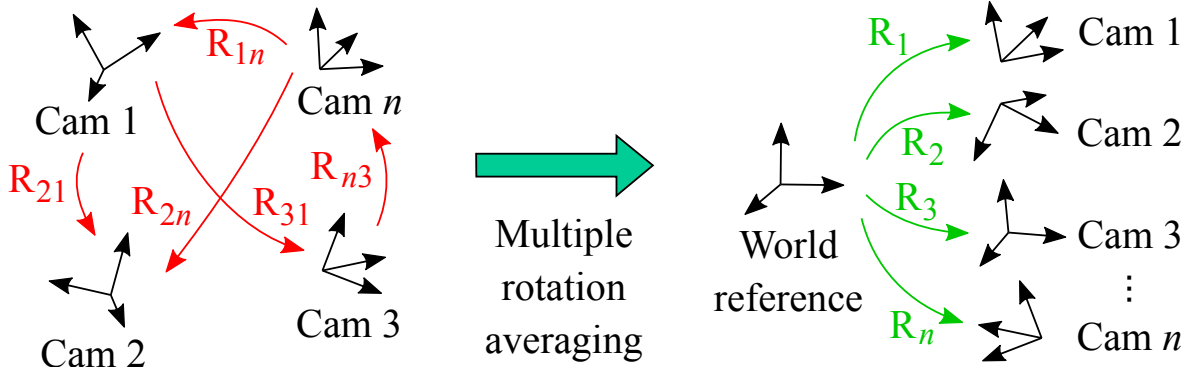 R1n
Cam 1
Cam n
R21
R2n
R31
Rn3
Cam 2
Cam 3
Multiple
rotation
averaging
World
reference
R1
R2
R3
Rn
Cam 1
Cam 2
Cam 3
⋮
Cam n